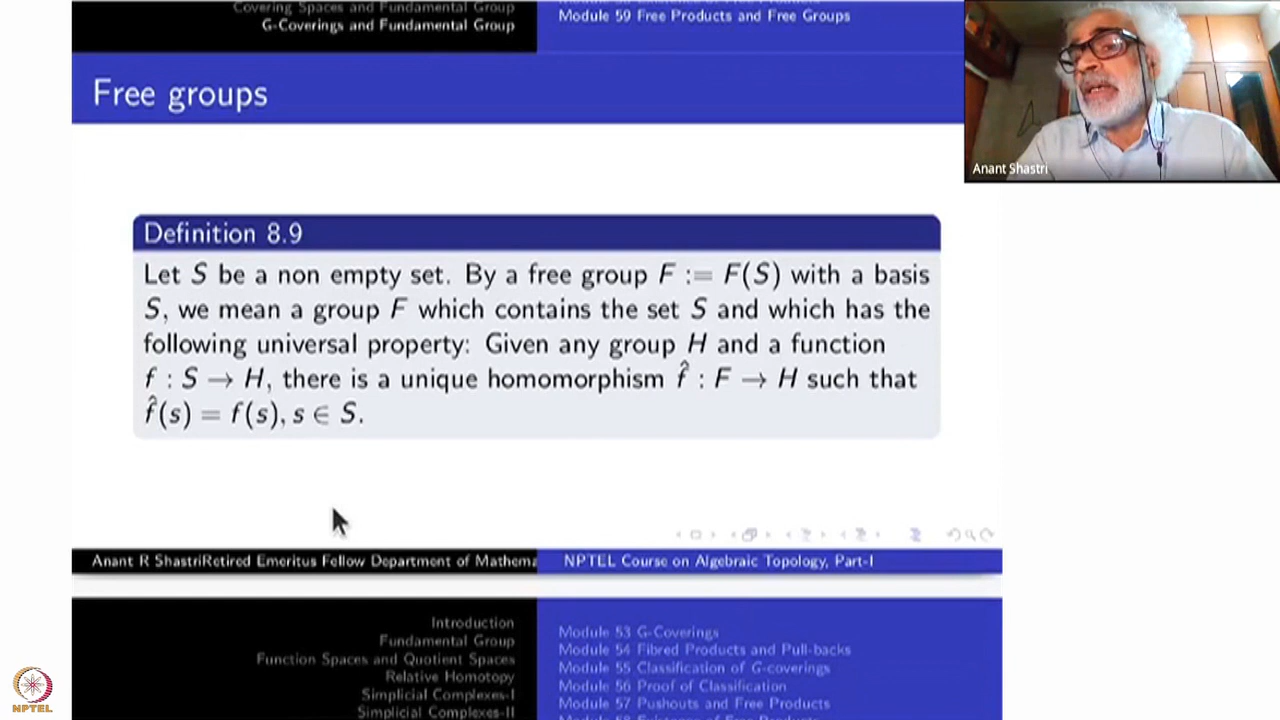 Covering Spaces and Fundamental Group
G-Coverings and Fundamental Group
Module 59 Free Products and Free Groups
Free groups
Anant Shastri
Definition 8.9
Let S be a non empty set. By a free group F := F(S) with a basis
S, we mean a group F which contains the set S and which has the
following universal property: Given any group H and a function
f : S → H, there is a unique homomorphism f̂ : F → H such that
f̂(s) = f(s), s ∈ S.
Anant R ShastriRetired Emeritus Fellow Department of Mathema
NPTEL Course on Algebraic Topology, Part-I
Introduction
Fundamental Group
Function Spaces and Quotient Spaces
Relative Homotopy
Simplicial Complexes-I
Simplicial Complexes-II
Module 53 G-Coverings
Module 54 Fibred Products and Pull-backs
Module 55 Classification of G-coverings
Module 56 Proof of Classification
Module 57 Pushouts and Free Products
NPTEL